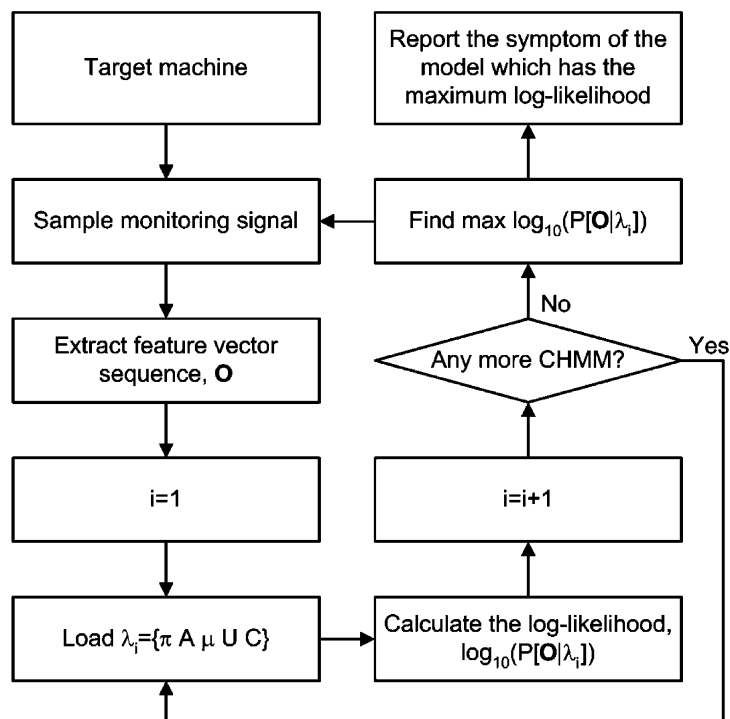 Target machine
Sample monitoring signal
Extract feature vector
sequence, O
i=1
Load λi={π A μ U C}
Calculate the log-likelihood,
log10(P[O|λi])
i=i+1
Any more CHMM?
Yes
No
Find max log10(P[O|λi])
Report the symptom of the
model which has the
maximum log-likelihood